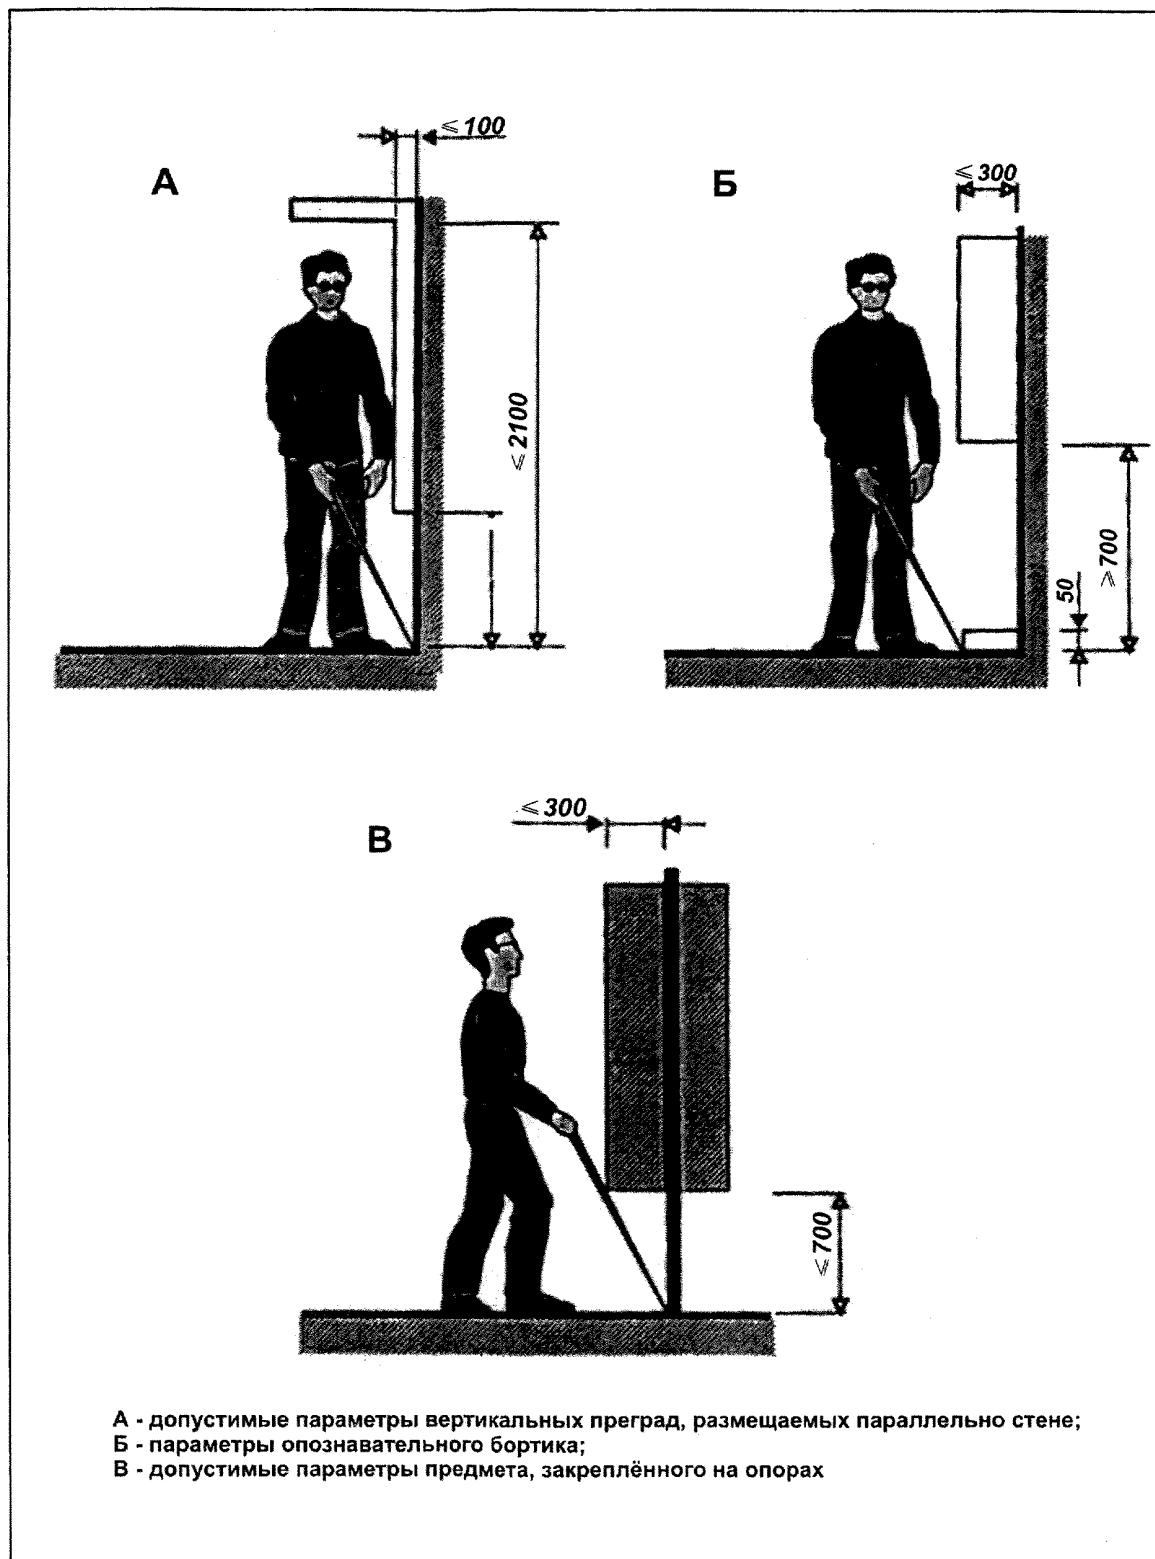 А
≤ 100
< 2100
Б
≤ 300
> 700
50
В
≤ 300
≤ 700
А - допустимые параметры вертикальных преград, размещаемых параллельно стене;
Б - параметры опознавательного бортика;
В - допустимые параметры предмета, закреплённого на опорах